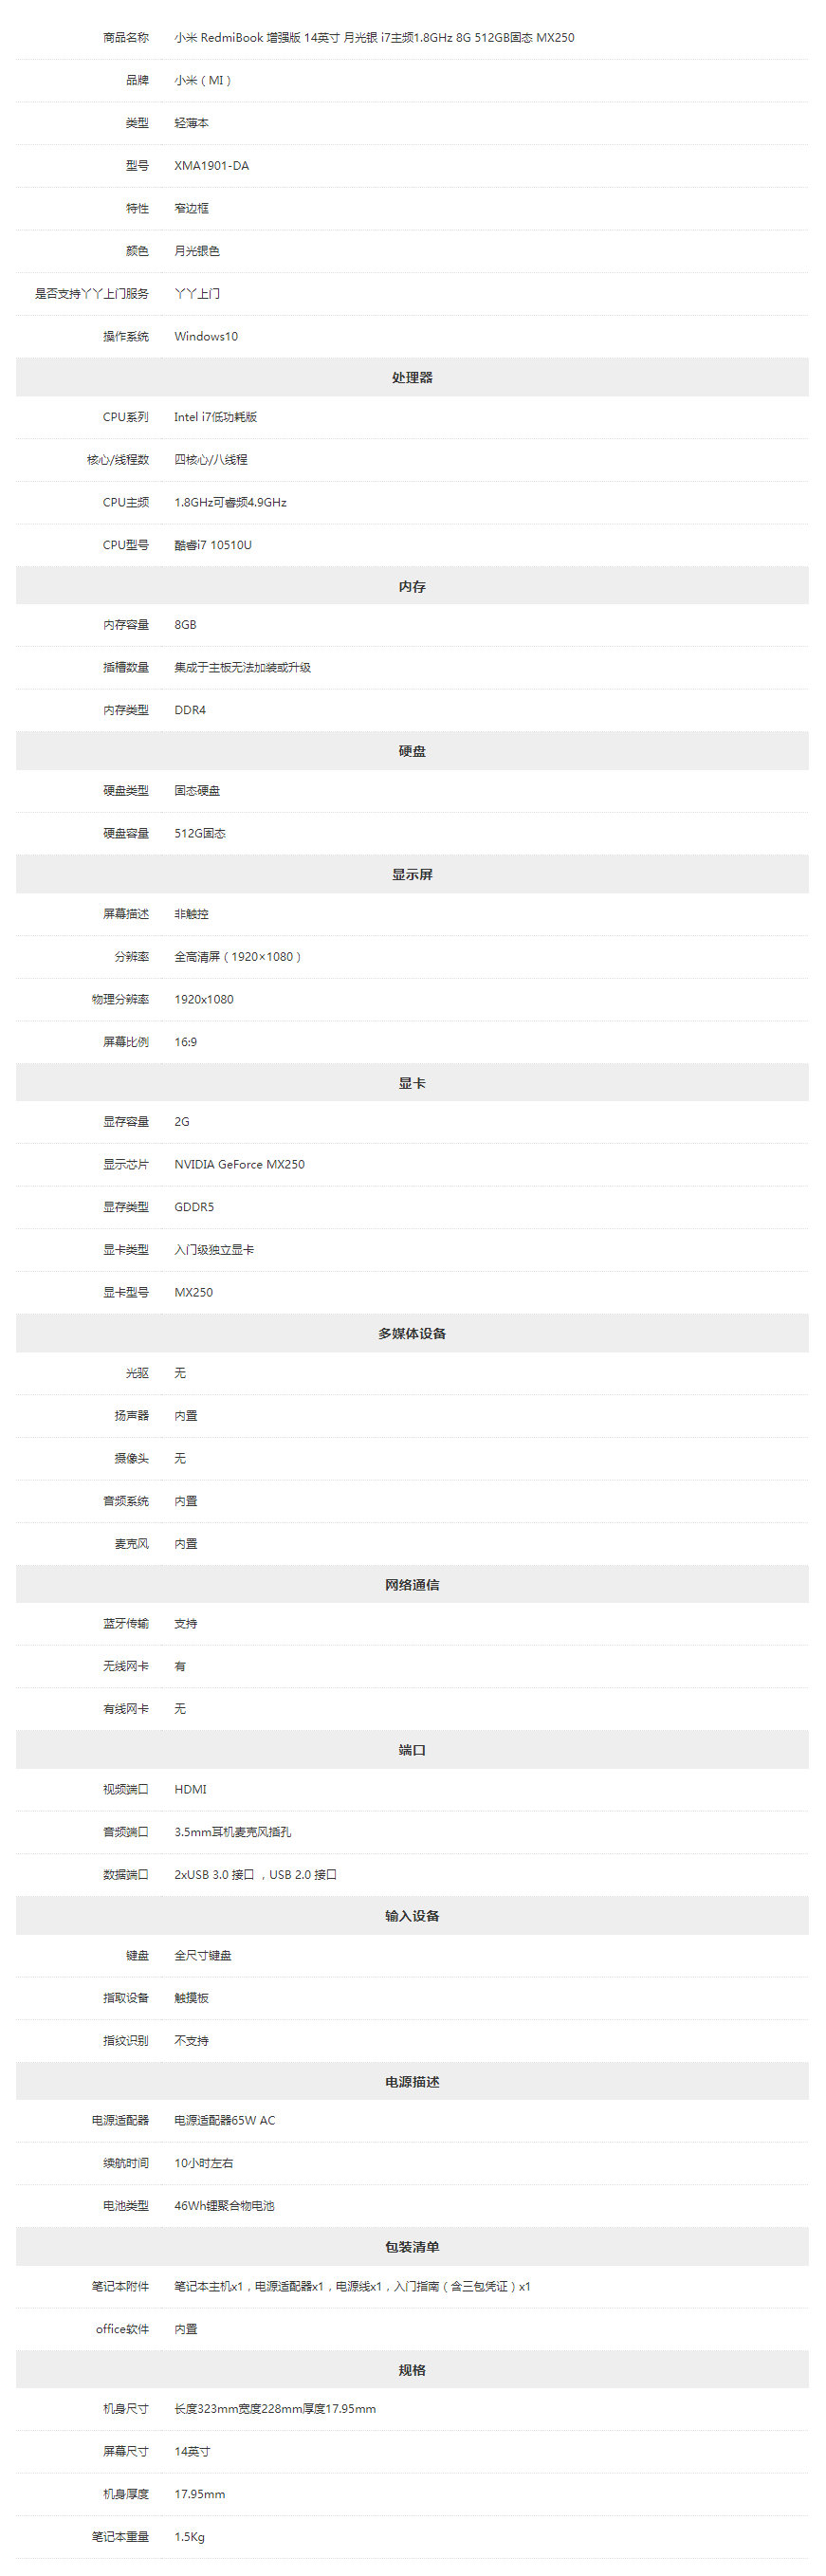 商品名称 小米 RedmiBook 增强版 14英寸 月光银 i7主频1.8GHz 8G 512GB固态 MX250
品牌 小米（MI）
类型 轻薄本
型号 XMA1901-DA
特性 窄边框
颜色 月光银色
是否支持丫丫上门服务 丫丫上门
操作系统 Windows10
处理器
CPU系列 Intel i7低功耗版
核心/线程数 四核心/八线程
CPU主频 1.8GHz可睿频4.9GHz
CPU型号 酷睿i7 10510U
内存
内存容量 8GB
插槽数量 集成于主板无法加装或升级
内存类型 DDR4
硬盘
硬盘类型 固态硬盘
硬盘容量 512G固态
显示屏
屏幕描述 非触控
分辨率 全高清屏（1920×1080）
物理分辨率 1920x1080
屏幕比例 16:9
显卡
显存容量 2G
显示芯片 NVIDIA GeForce MX250
显存类型 GDDR5
显卡类型 入门级独立显卡
显卡型号 MX250
多媒体设备
光驱 无
扬声器 内置
摄像头 无
音频系统 内置
麦克风 内置
网络通信
蓝牙传输 支持
无线网卡 有
有线网卡 无
端口
视频端口 HDMI
音频端口 3.5mm耳机麦克风插孔
数据端口 2xUSB 3.0 接口 ，USB 2.0 接口
输入设备
键盘 全尺寸键盘
指取设备 触摸板
指纹识别 不支持
电源描述
电源适配器 电源适配器65W AC
续航时间 10小时左右
电池类型 46Wh锂聚合物电池
包装清单
笔记本附件 笔记本主机x1，电源适配器x1，电源线x1，入门指南（含三包凭证）x1
office软件 内置
规格
机身尺寸 长度323mm宽度228mm厚度17.95mm
屏幕尺寸 14英寸
机身厚度 17.95mm
笔记本重量 1.5Kg